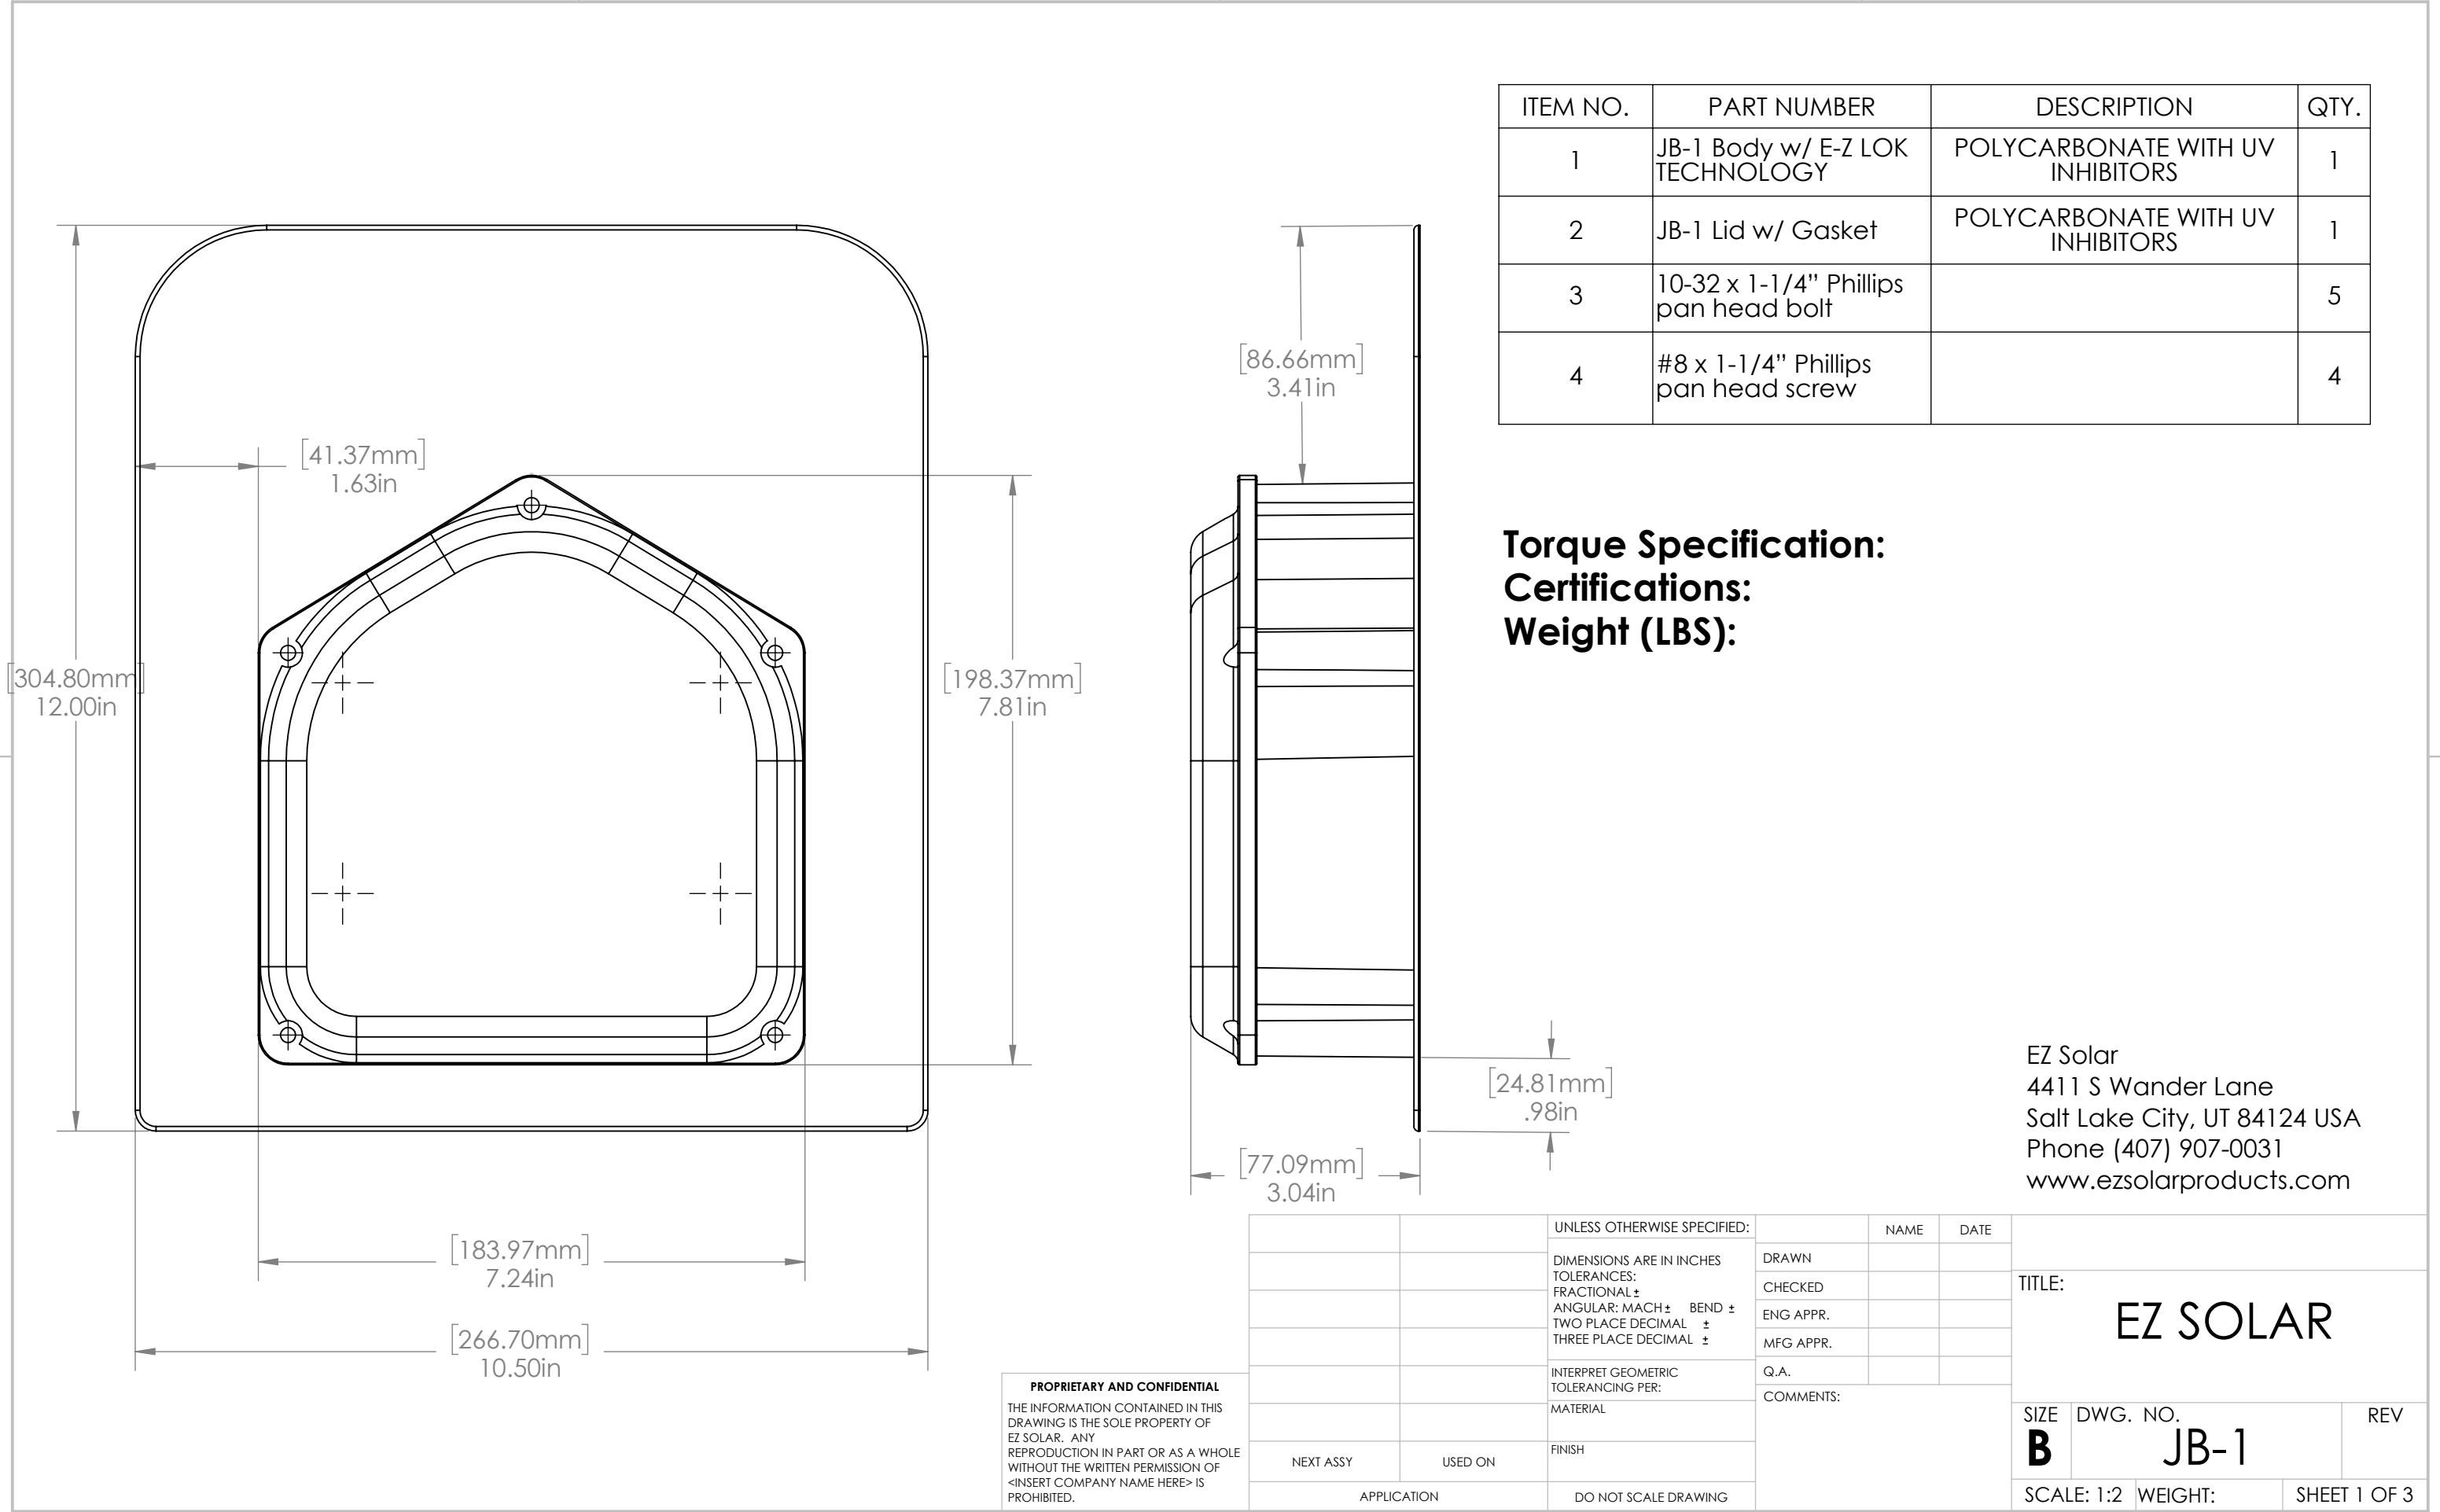 ITEM NO. PART NUMBER DESCRIPTION QTY.
1 JB-1 Body w/ E-Z LOK TECHNOLOGY POLYCARBONATE WITH UV INHIBITORS 1
2 JB-1 Lid w/ Gasket POLYCARBONATE WITH UV INHIBITORS 1
3 10-32 x 1-1/4” Phillips pan head bolt 5
4 #8 x 1-1/4” Phillips pan head screw 4
[86.66mm]
3.41in
[41.37mm]
1.63in
[304.80mm]
12.00in
[198.37mm]
7.81in
Torque Specification:
Certifications:
Weight (LBS):
[24.81mm]
.98in
[77.09mm]
3.04in
[183.97mm]
7.24in
[266.70mm]
10.50in
EZ Solar
4411 S Wander Lane
Salt Lake City, UT 84124 USA
Phone (407) 907-0031
www.ezsolarproducts.com
PROPRIETARY AND CONFIDENTIAL
THE INFORMATION CONTAINED IN THIS
DRAWING IS THE SOLE PROPERTY OF
EZ SOLAR. ANY
REPRODUCTION IN PART OR AS A WHOLE
WITHOUT THE WRITTEN PERMISSION OF
<INSERT COMPANY NAME HERE> IS
PROHIBITED.
NEXT ASSY USED ON
APPLICATION
UNLESS OTHERWISE SPECIFIED:
DIMENSIONS ARE IN INCHES
TOLERANCES:
FRACTIONAL ±
ANGULAR: MACH ± BEND ±
TWO PLACE DECIMAL ±
THREE PLACE DECIMAL ±
INTERPRET GEOMETRIC
TOLERANCING PER:
MATERIAL
FINISH
DO NOT SCALE DRAWING
NAME DATE
DRAWN
CHECKED
ENG APPR.
MFG APPR.
Q.A.
COMMENTS:
TITLE:
EZ SOLAR
SIZE DWG. NO. REV
B JB-1
SCALE: 1:2 WEIGHT: SHEET 1 OF 3